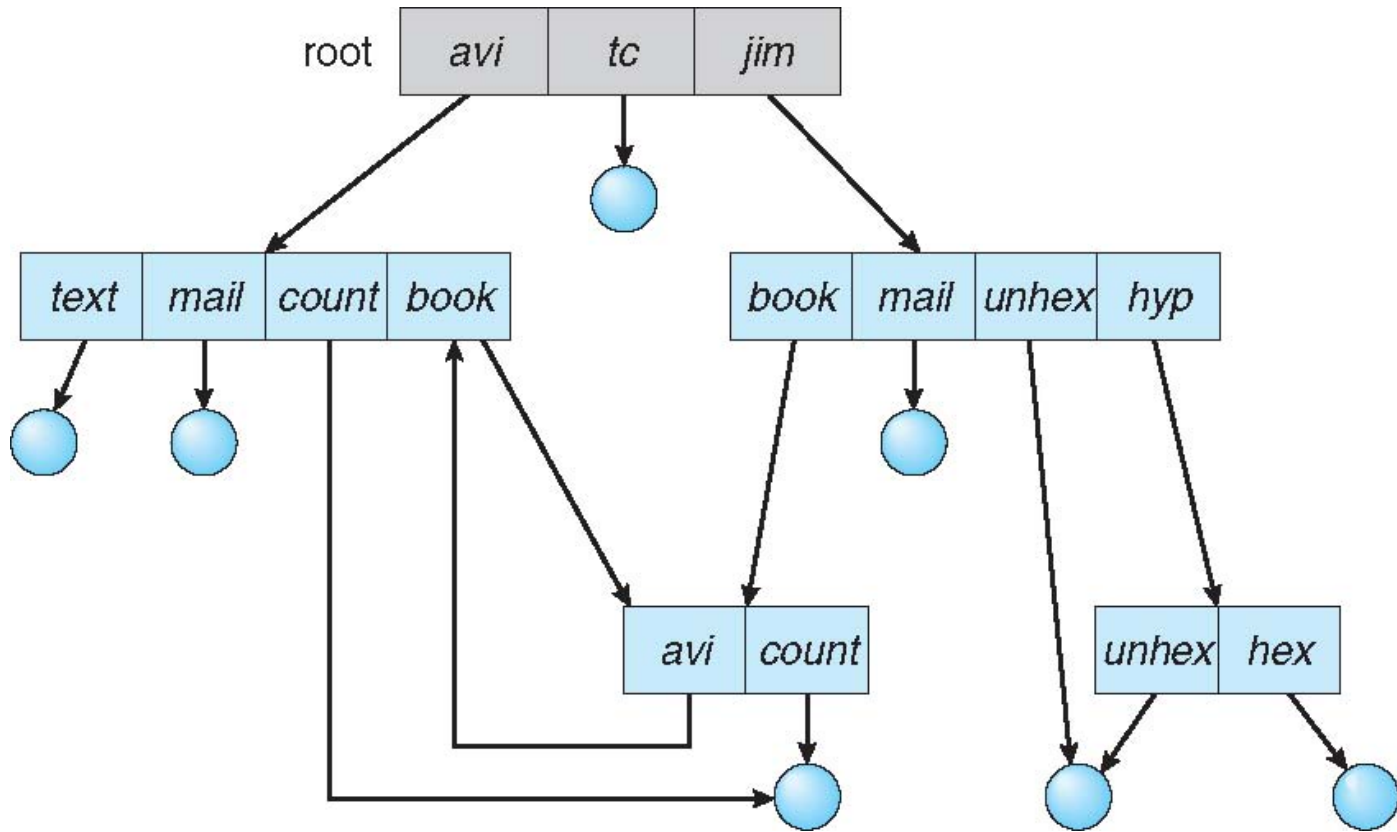 root avi tc jim
text mail count book
book mail unhex hyp
avi count
unhex hex